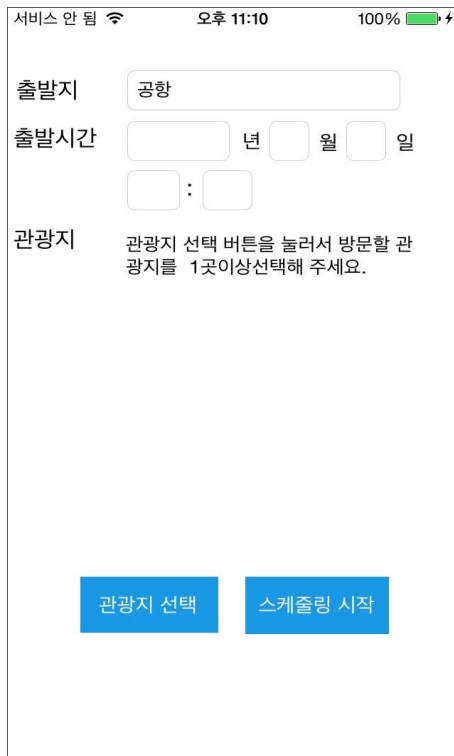 서비스 안 됨 오후 11:10 100%
출발지 공항
출발시간 년 월 일
:
관광지 관광지 선택 버튼을 눌러서 방문할 관
광지를 1곳이상선택해 주세요.
관광지 선택 스케줄링 시작